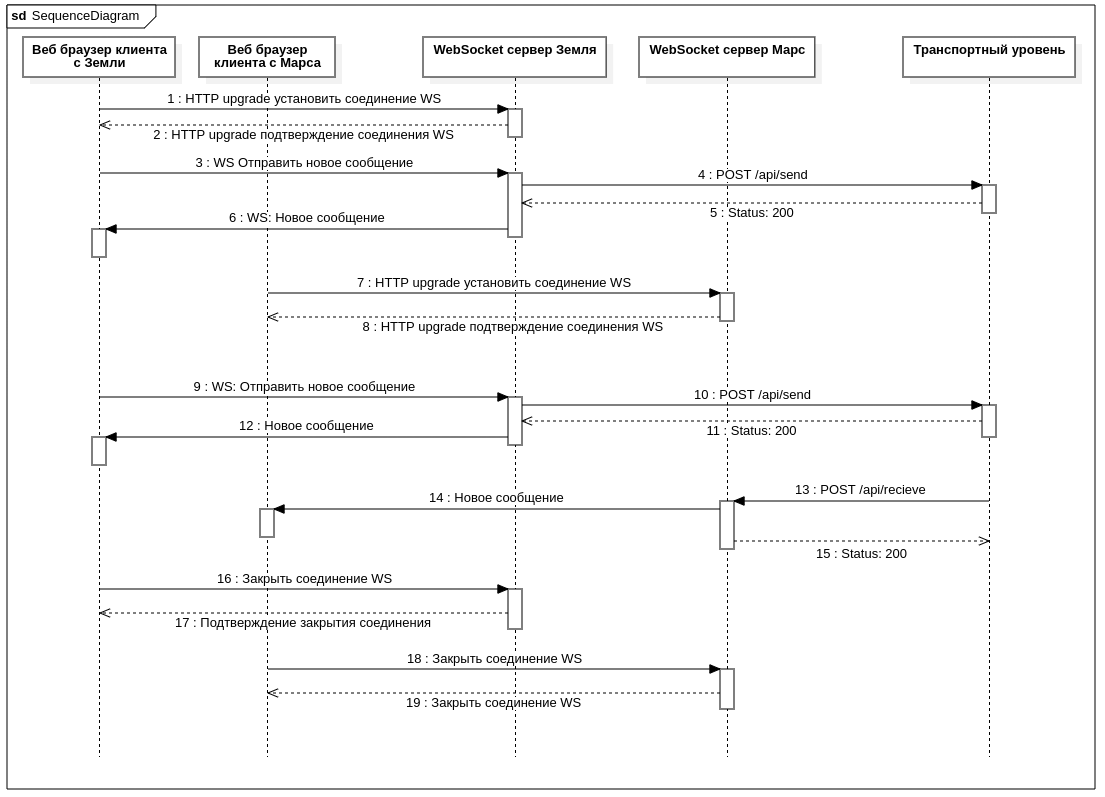 sd SequenceDiagram
Веб браузер клиента
с Земли
Веб браузер
клиента с Марса
WebSocket сервер Земля
WebSocket сервер Марс
Транспортный уровень
1 : HTTP upgrade установить соединение WS
2 : HTTP upgrade подтверждение соединения WS
3 : WS Отправить новое сообщение
4 : POST /api/send
5 : Status: 200
6 : WS: Новое сообщение
7 : HTTP upgrade установить соединение WS
8 : HTTP upgrade подтверждение соединения WS
9 : WS: Отправить новое сообщение
10 : POST /api/send
11 : Status: 200
12 : Новое сообщение
13 : POST /api/recieve
14 : Новое сообщение
15 : Status: 200
16 : Закрыть соединение WS
17 : Подтверждение закрытия соединения
18 : Закрыть соединение WS
19 : Закрыть соединение WS